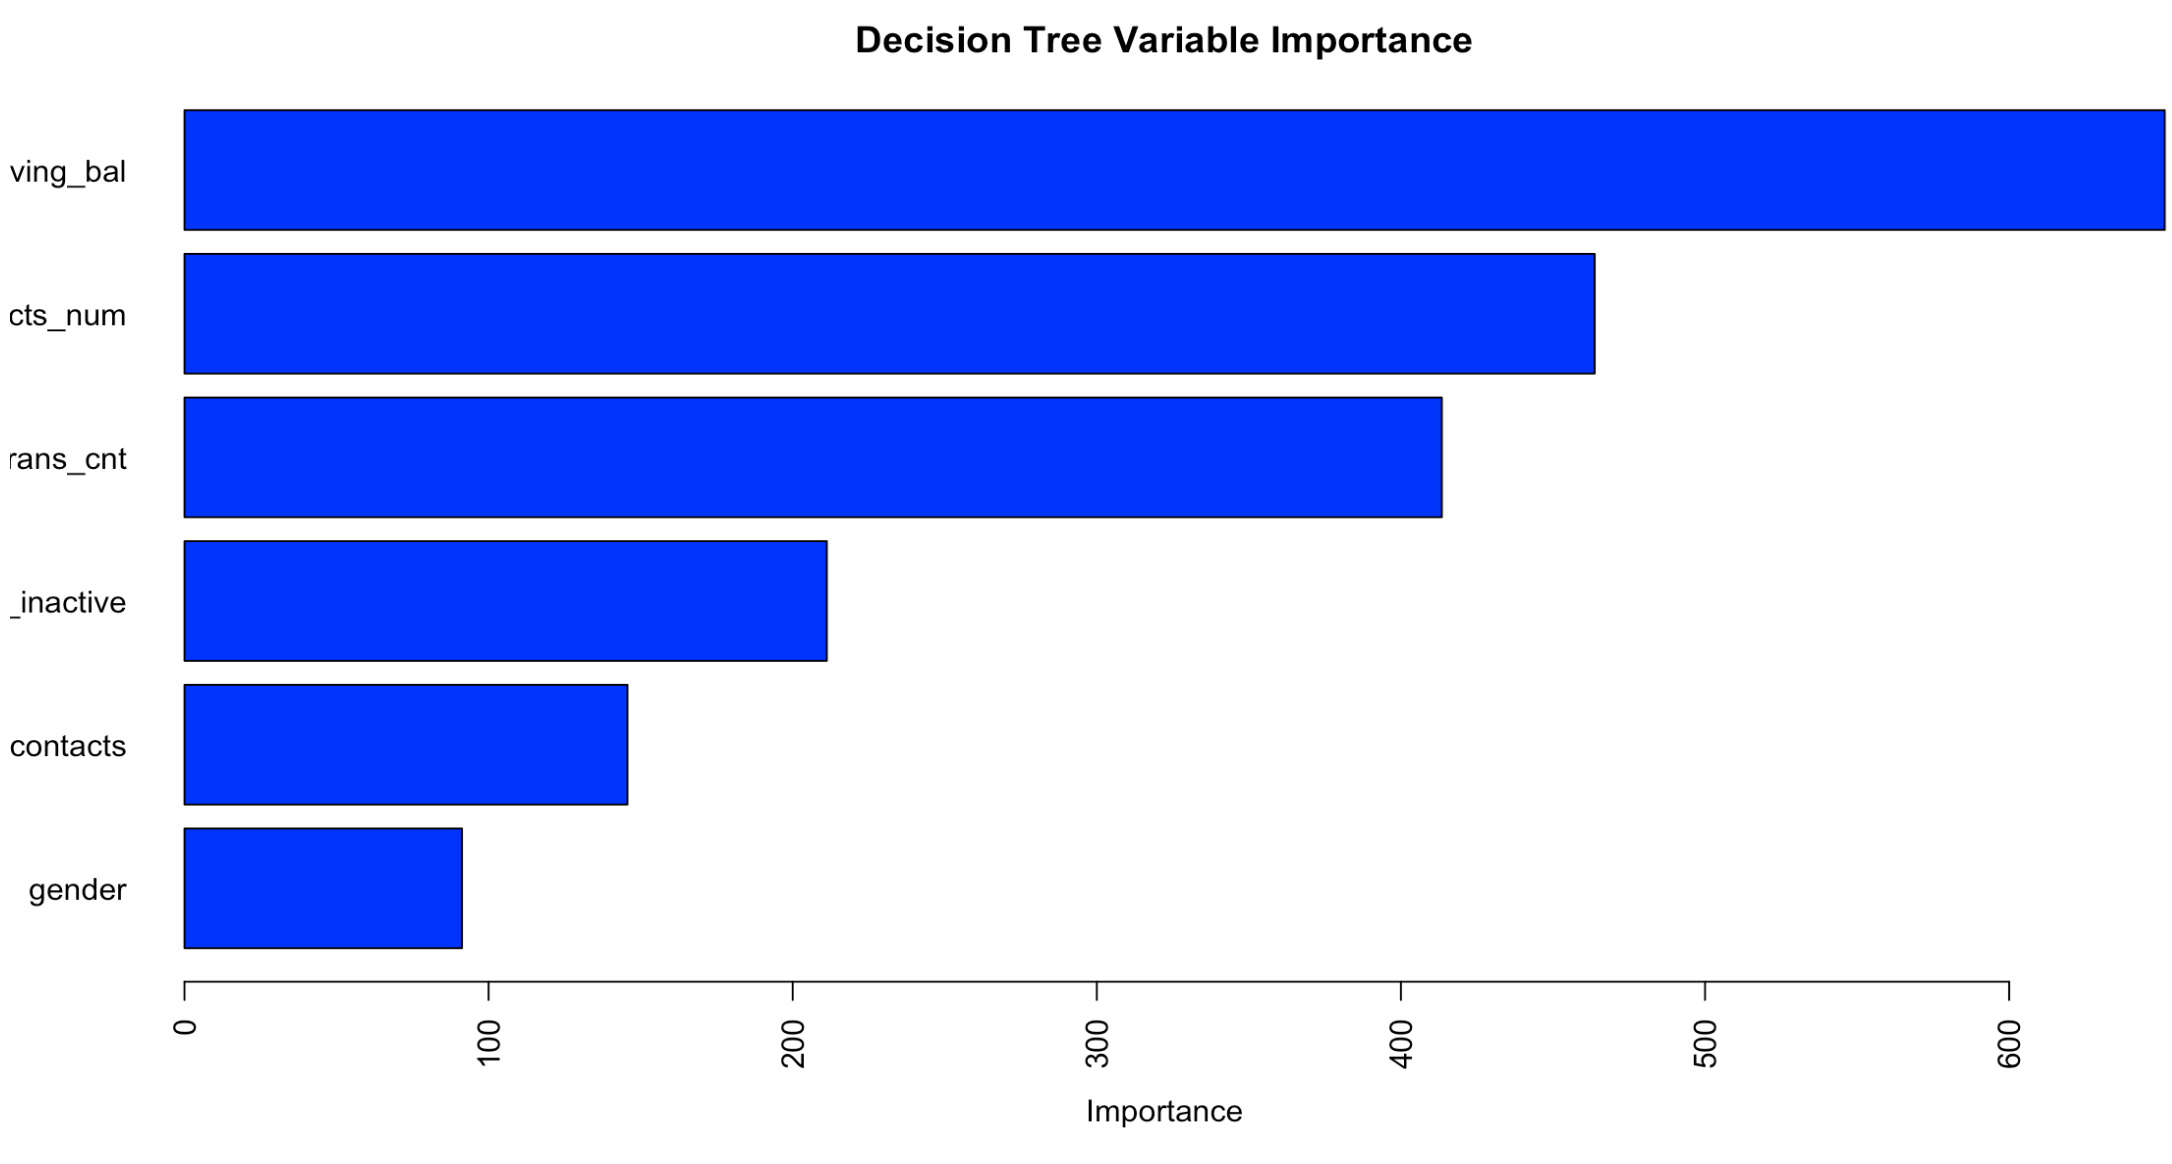 Decision Tree Variable Importance
ving_bal
cts_num
rans_cnt
_inactive
contacts
gender
0 100 200 300 400 500 600
Importance